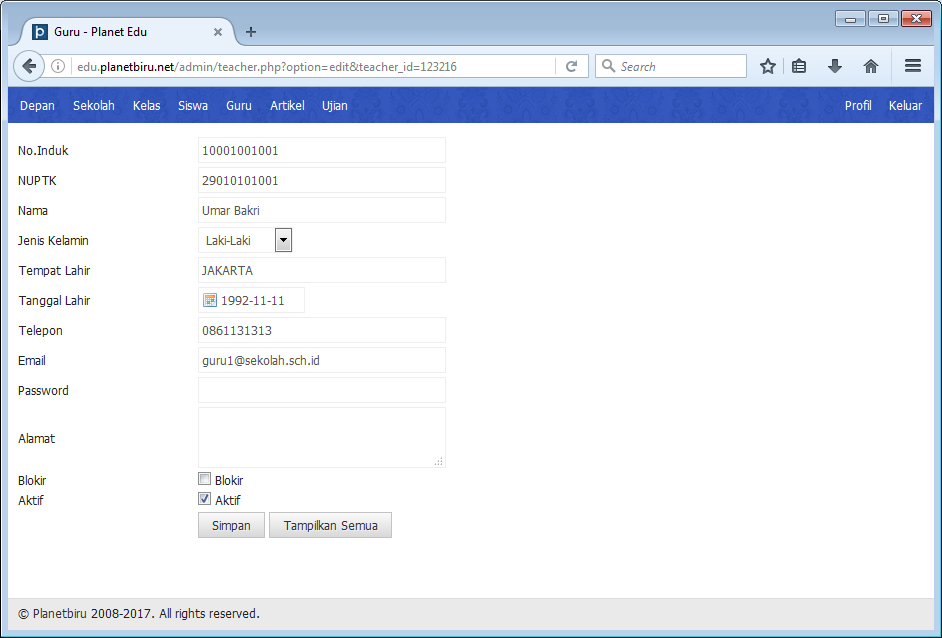 Guru - Planet Edu
edu.planetbiru.net/admin/teacher.php?option=edit&teacher_id=123216
Search
Depan Sekolah Kelas Siswa Guru Artikel Ujian Profil Keluar
No.Induk 10001001001
NUPTK 29010101001
Nama Umar Bakri
Jenis Kelamin Laki-Laki
Tempat Lahir JAKARTA
Tanggal Lahir 1992-11-11
Telepon 0861131313
Email guru1@sekolah.sch.id
Password
Alamat
Blokir Blokir
Aktif Aktif
Simpan Tampilkan Semua
© Planetbiru 2008-2017. All rights reserved.